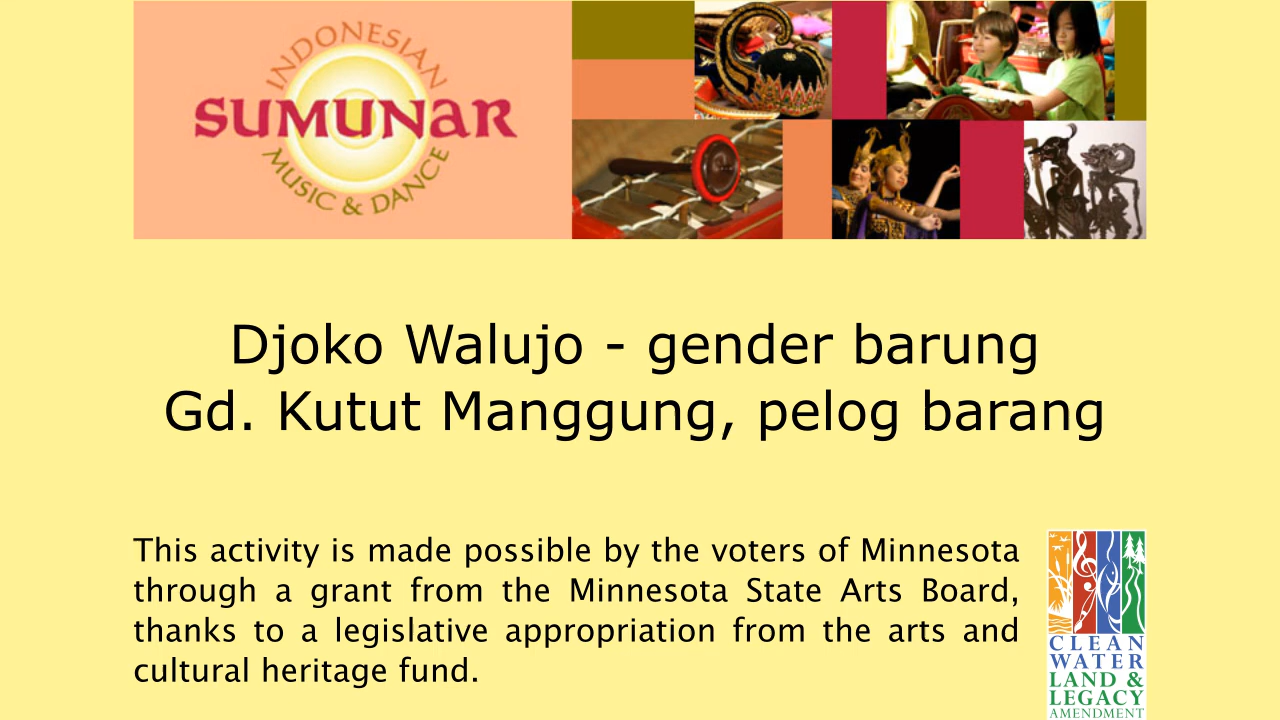 INDONESIAN
SUMUNAR
MUSIC & DANCE
Djoko Walujo - gender barung
Gd. Kutut Manggung, pelog barang
This activity is made possible by the voters of Minnesota
through a grant from the Minnesota State Arts Board,
thanks to a legislative appropriation from the arts and
cultural heritage fund.
CLEAN
WATER
LAND &
LEGACY
AMENDMENT